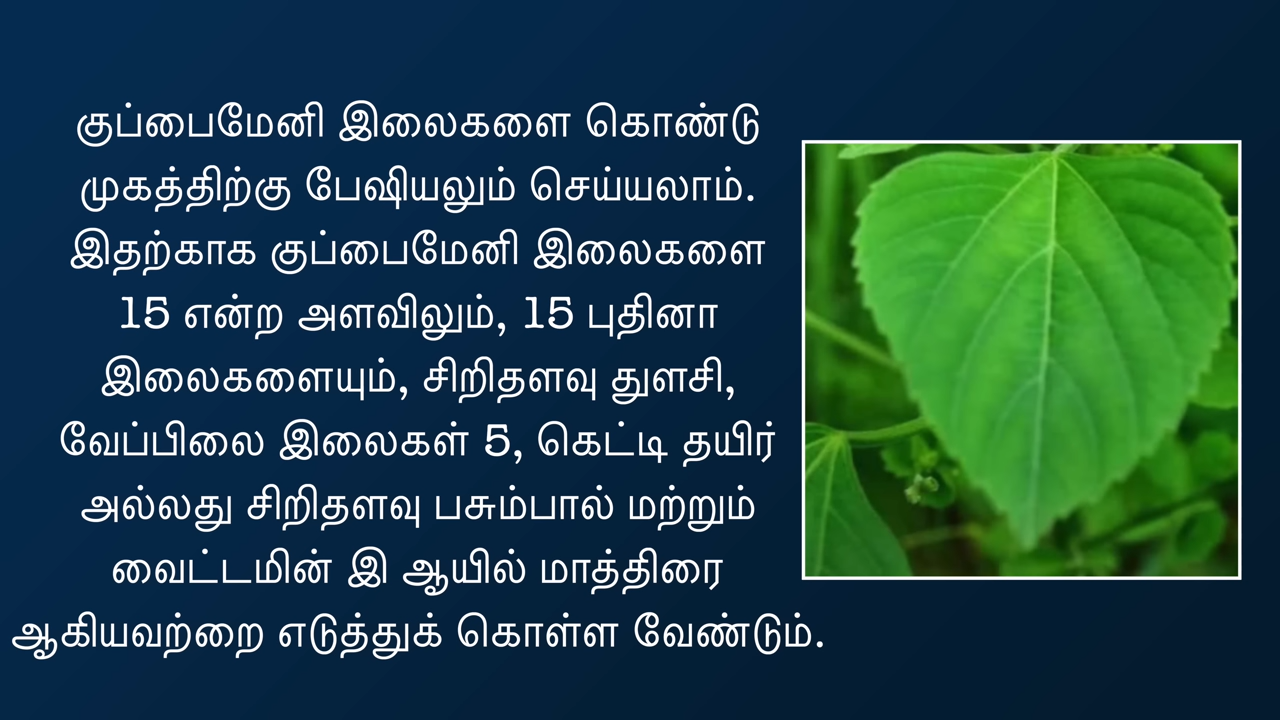 குப்பைமேனி இலைகளை கொண்டு
முகத்திற்கு பேஷியலும் செய்யலாம்.
இதற்காக குப்பைமேனி இலைகளை
15 என்ற அளவிலும், 15 புதினா
இலைகளையும், சிறிதளவு துளசி,
வேப்பிலை இலைகள் 5, கெட்டி தயிர்
அல்லது சிறிதளவு பசும்பால் மற்றும்
வைட்டமின் இ ஆயில் மாத்திரை
ஆகியவற்றை எடுத்துக் கொள்ள வேண்டும்.